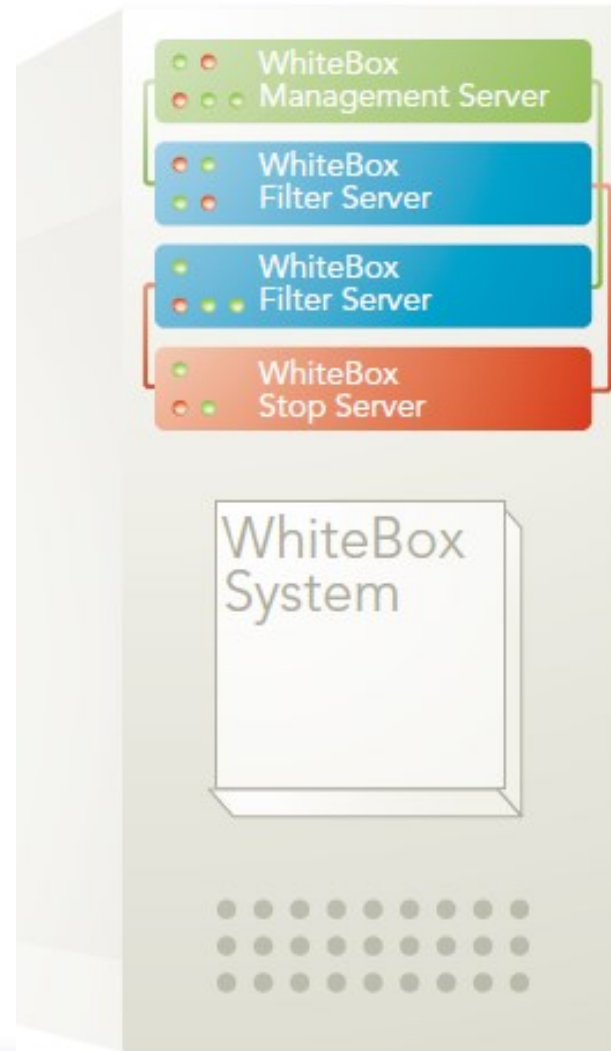 WhiteBox
Management Server
WhiteBox
Filter Server
WhiteBox
Filter Server
WhiteBox
Stop Server
WhiteBox
System